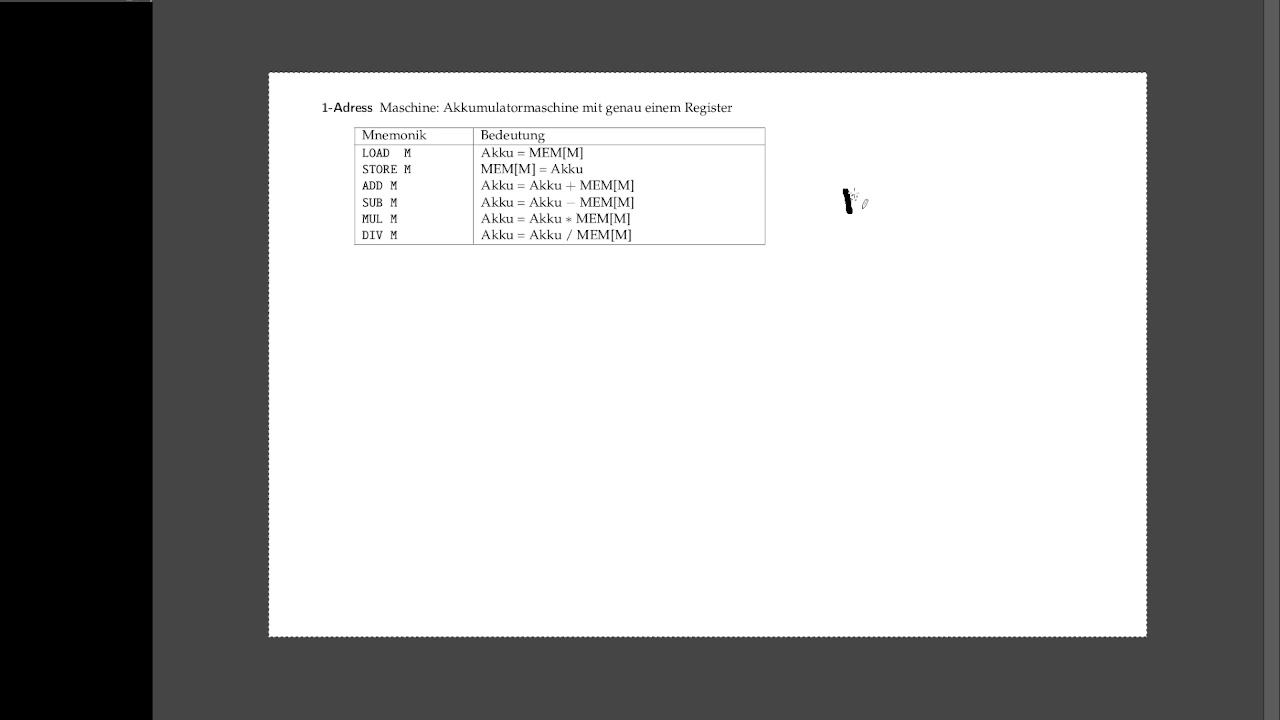 1-Adress Maschine: Akkumulatormaschine mit genau einem Register
Mnemonik Bedeutung
LOAD M Akku = MEM[M]
STORE M MEM[M] = Akku
ADD M Akku = Akku + MEM[M]
SUB M Akku = Akku − MEM[M]
MUL M Akku = Akku ∗ MEM[M]
DIV M Akku = Akku / MEM[M]